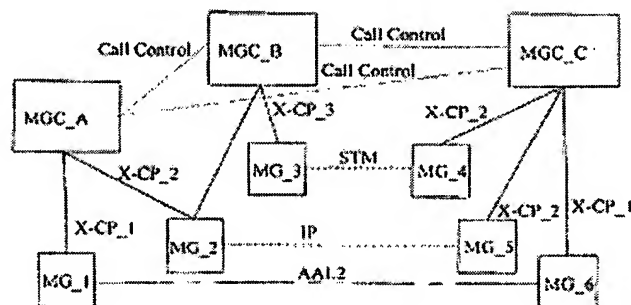 Call Control
MGC_B
Call Control
MGC_C
Call Control
MGC_A
X-CP_3
X-CP_2
MG_3
STM
MG_4
X-CP_2
X-CP_1
MG_2
IP
MG_5
X-CP_2
X-CP_1
MG_1
AAL2
MG_6